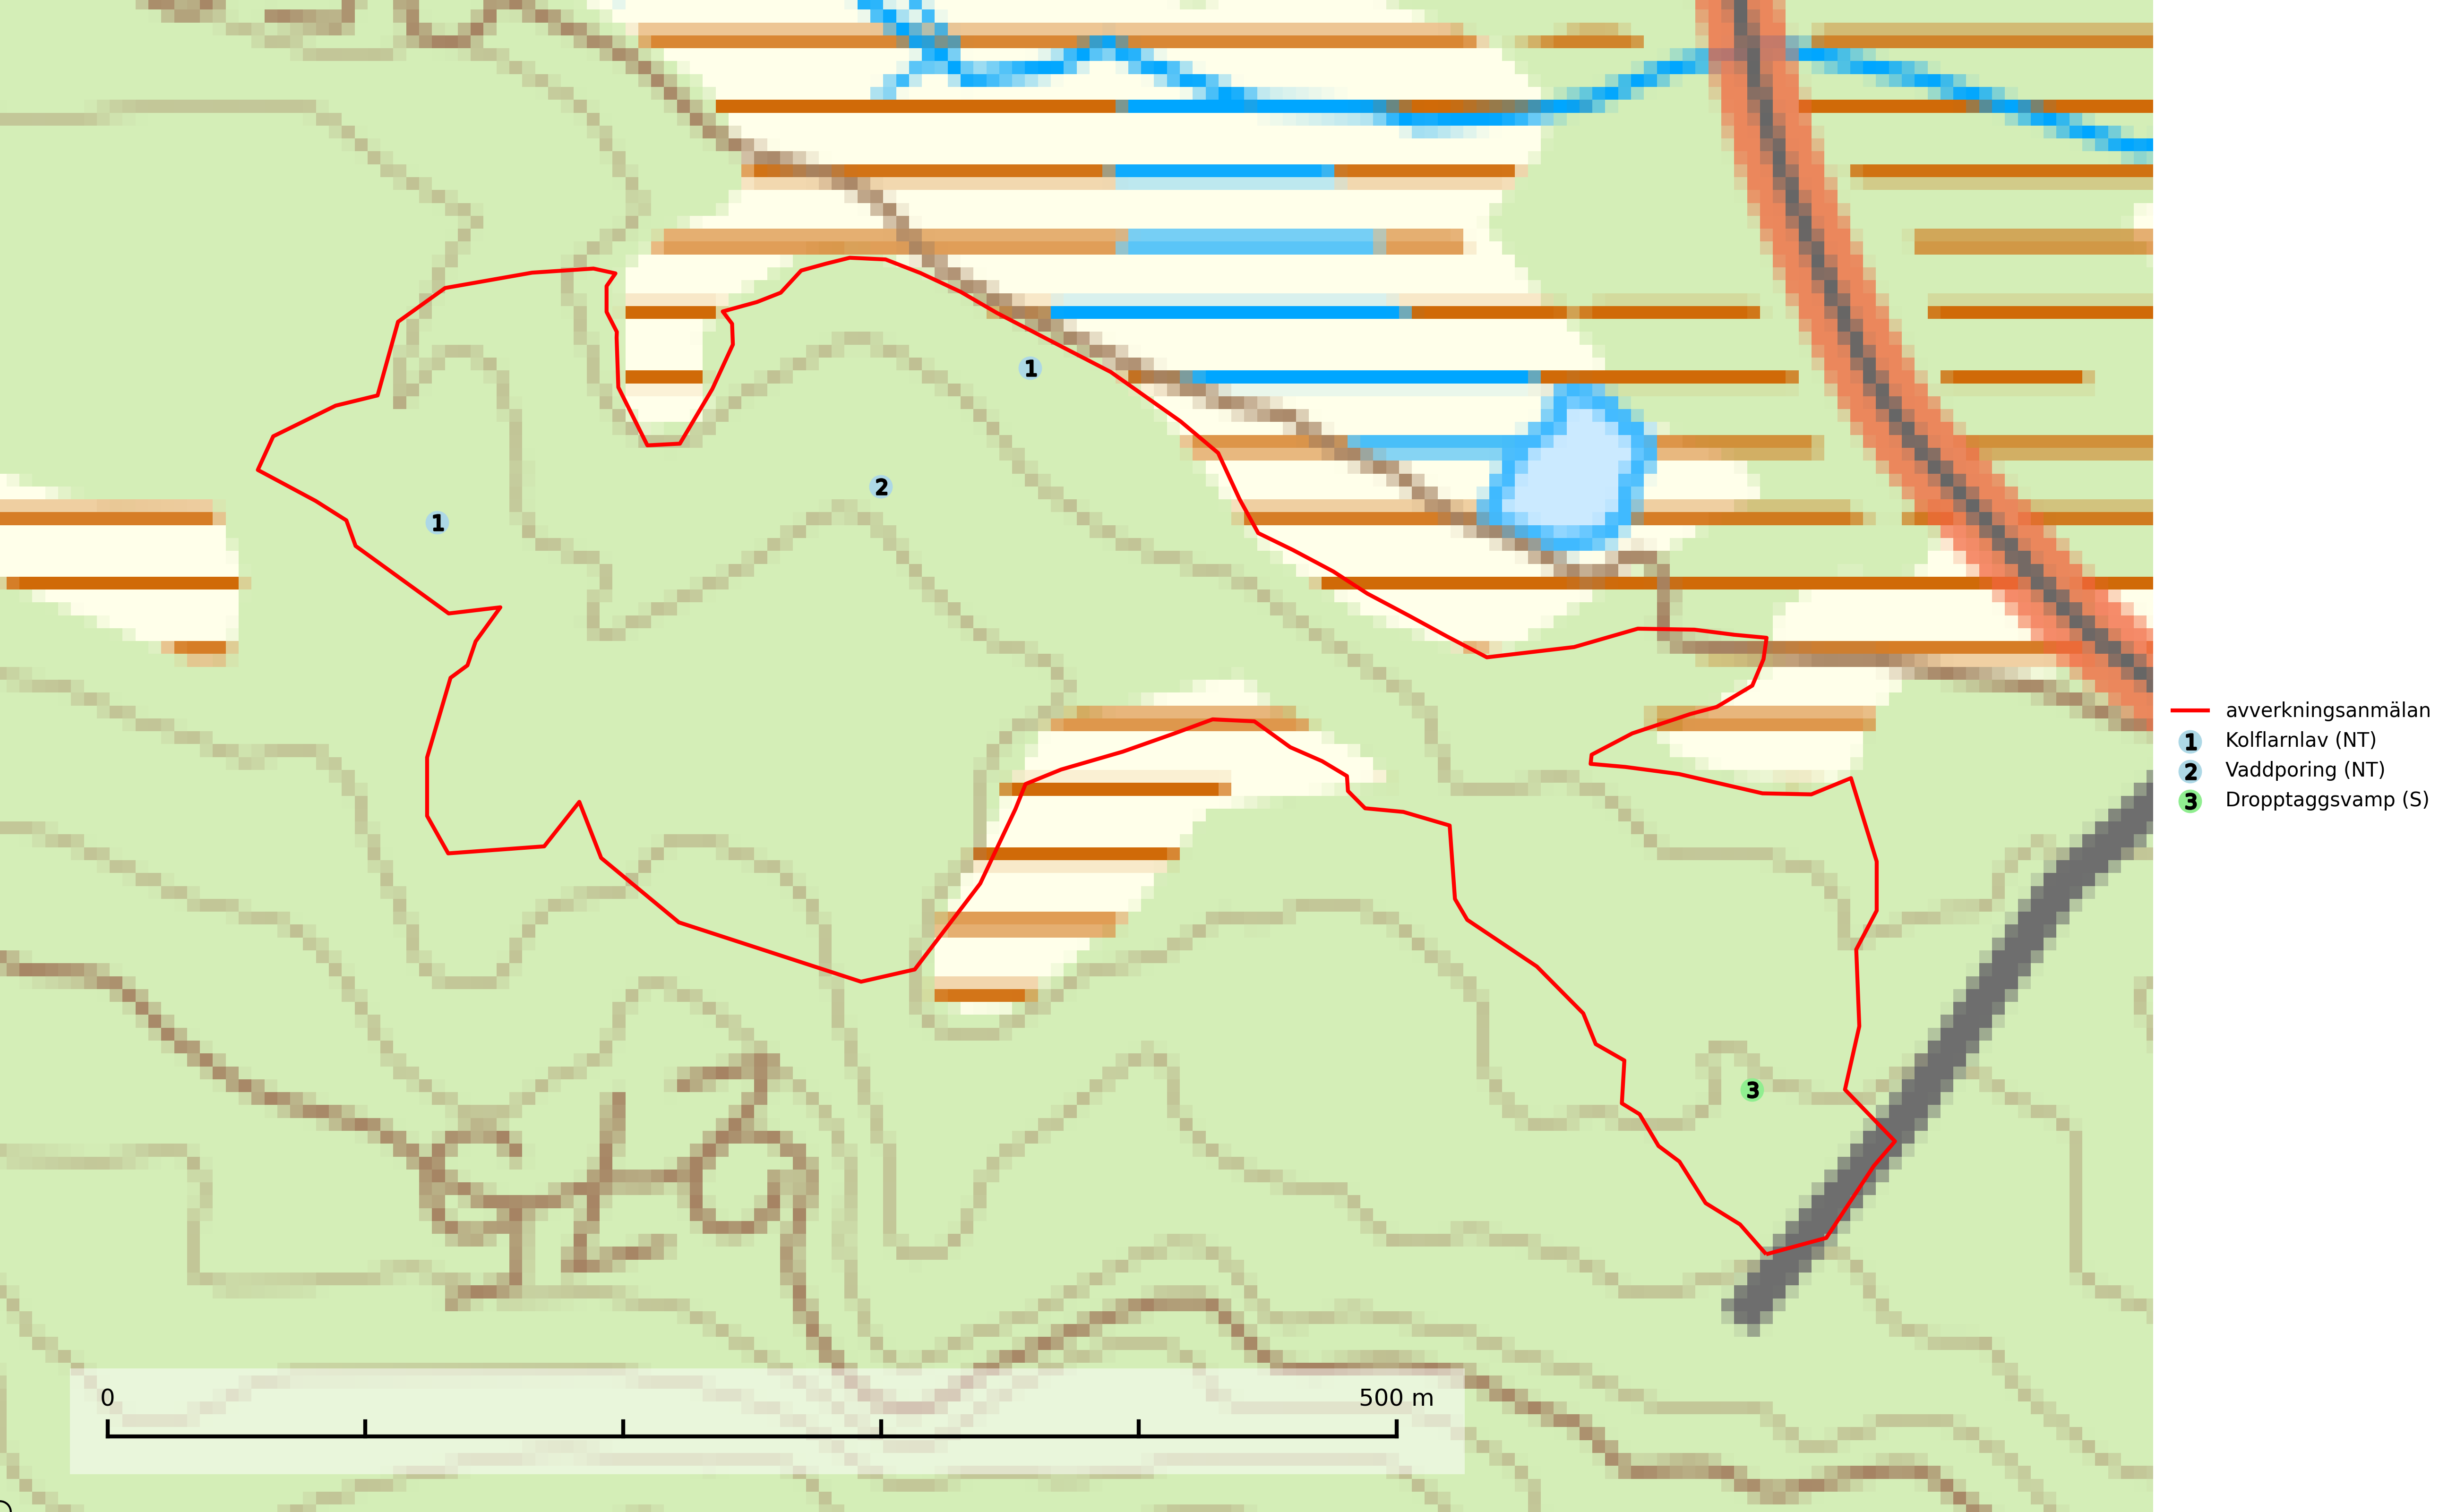 1
2
1
3
avverkningsanmälan
1 Kolflarnlav (NT)
2 Vaddporing (NT)
3 Dropptaggsvamp (S)
0 500 m